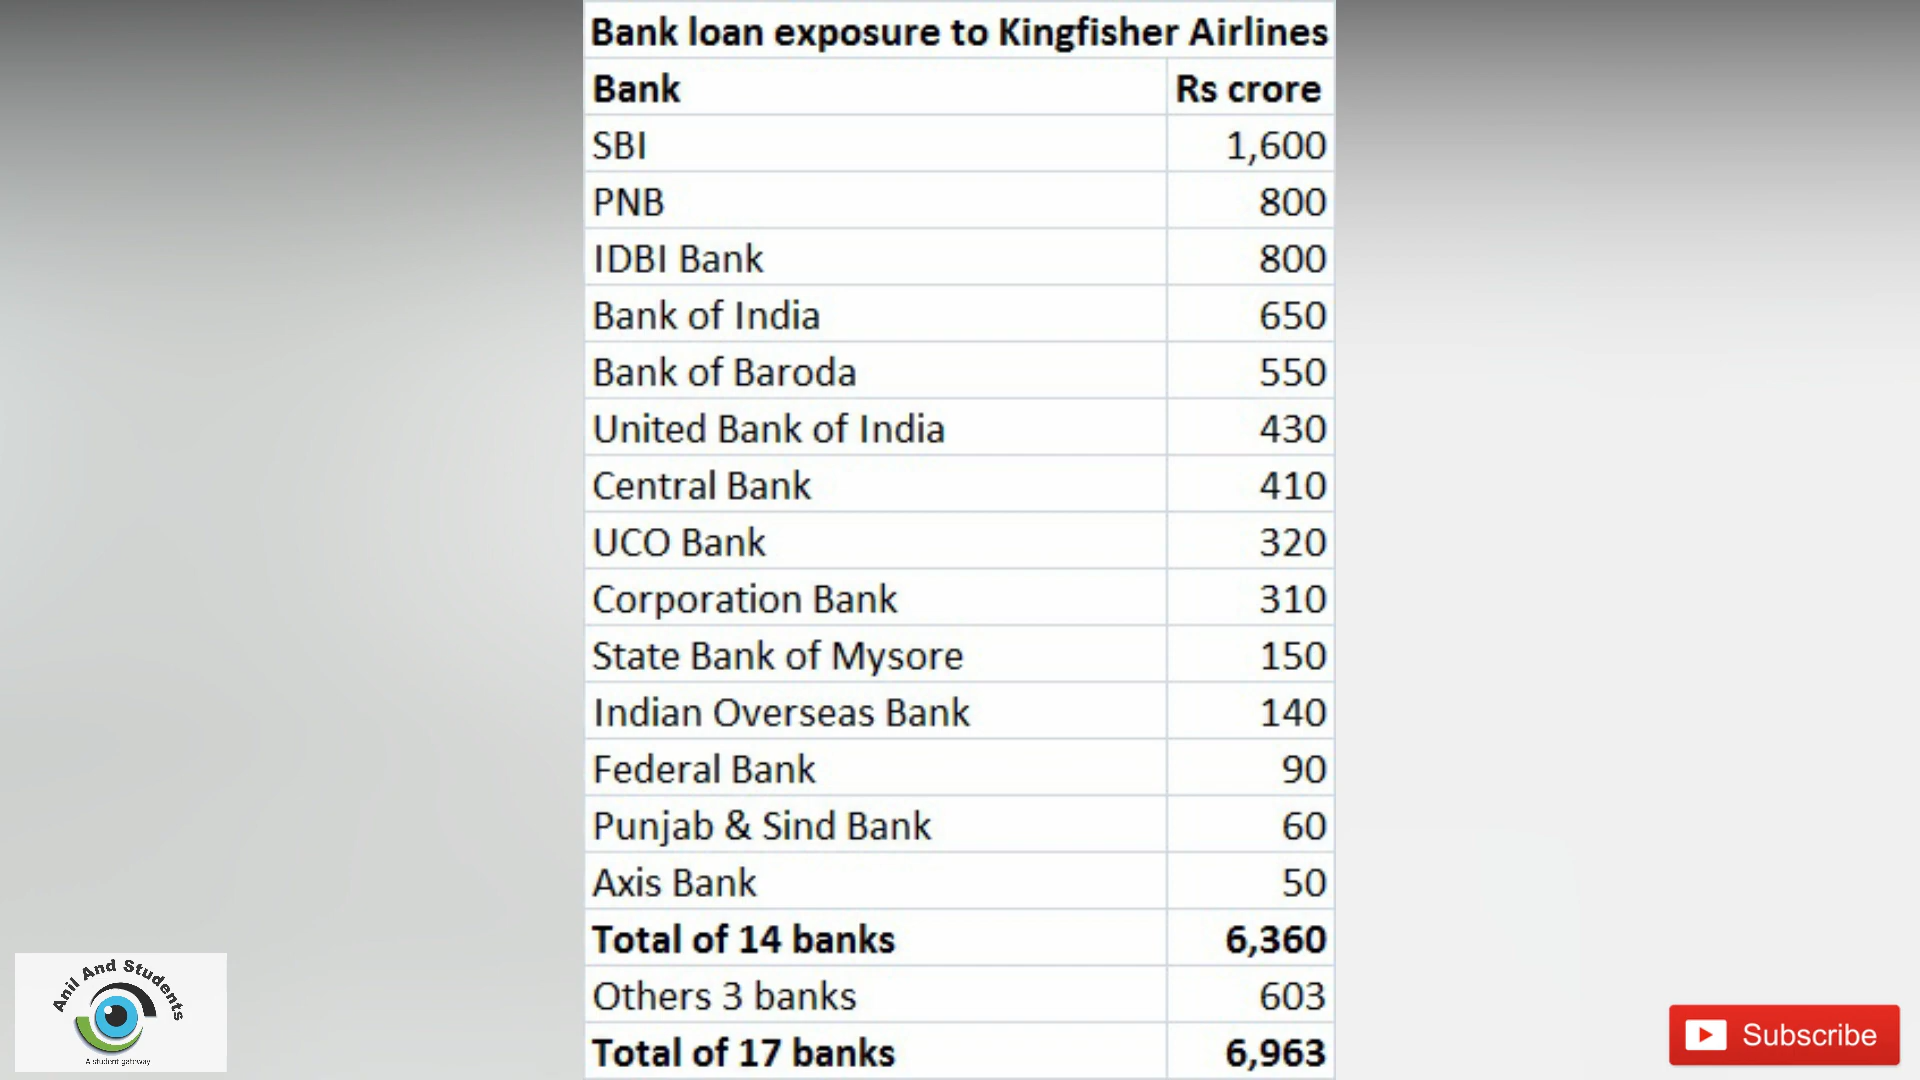 Bank loan exposure to Kingfisher Airlines
Bank Rs crore
SBI 1,600
PNB 800
IDBI Bank 800
Bank of India 650
Bank of Baroda 550
United Bank of India 430
Central Bank 410
UCO Bank 320
Corporation Bank 310
State Bank of Mysore 150
Indian Overseas Bank 140
Federal Bank 90
Punjab & Sind Bank 60
Axis Bank 50
Total of 14 banks 6,360
Others 3 banks 603
Total of 17 banks 6,963
Anil And Students
A student gateway
Subscribe